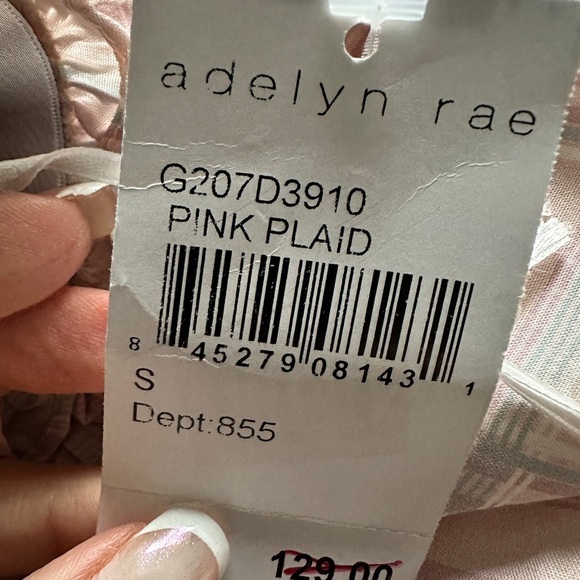 adelyn rae
G207D3910
PINK PLAID
8 45279 08143 1
S
Dept:855
129.00